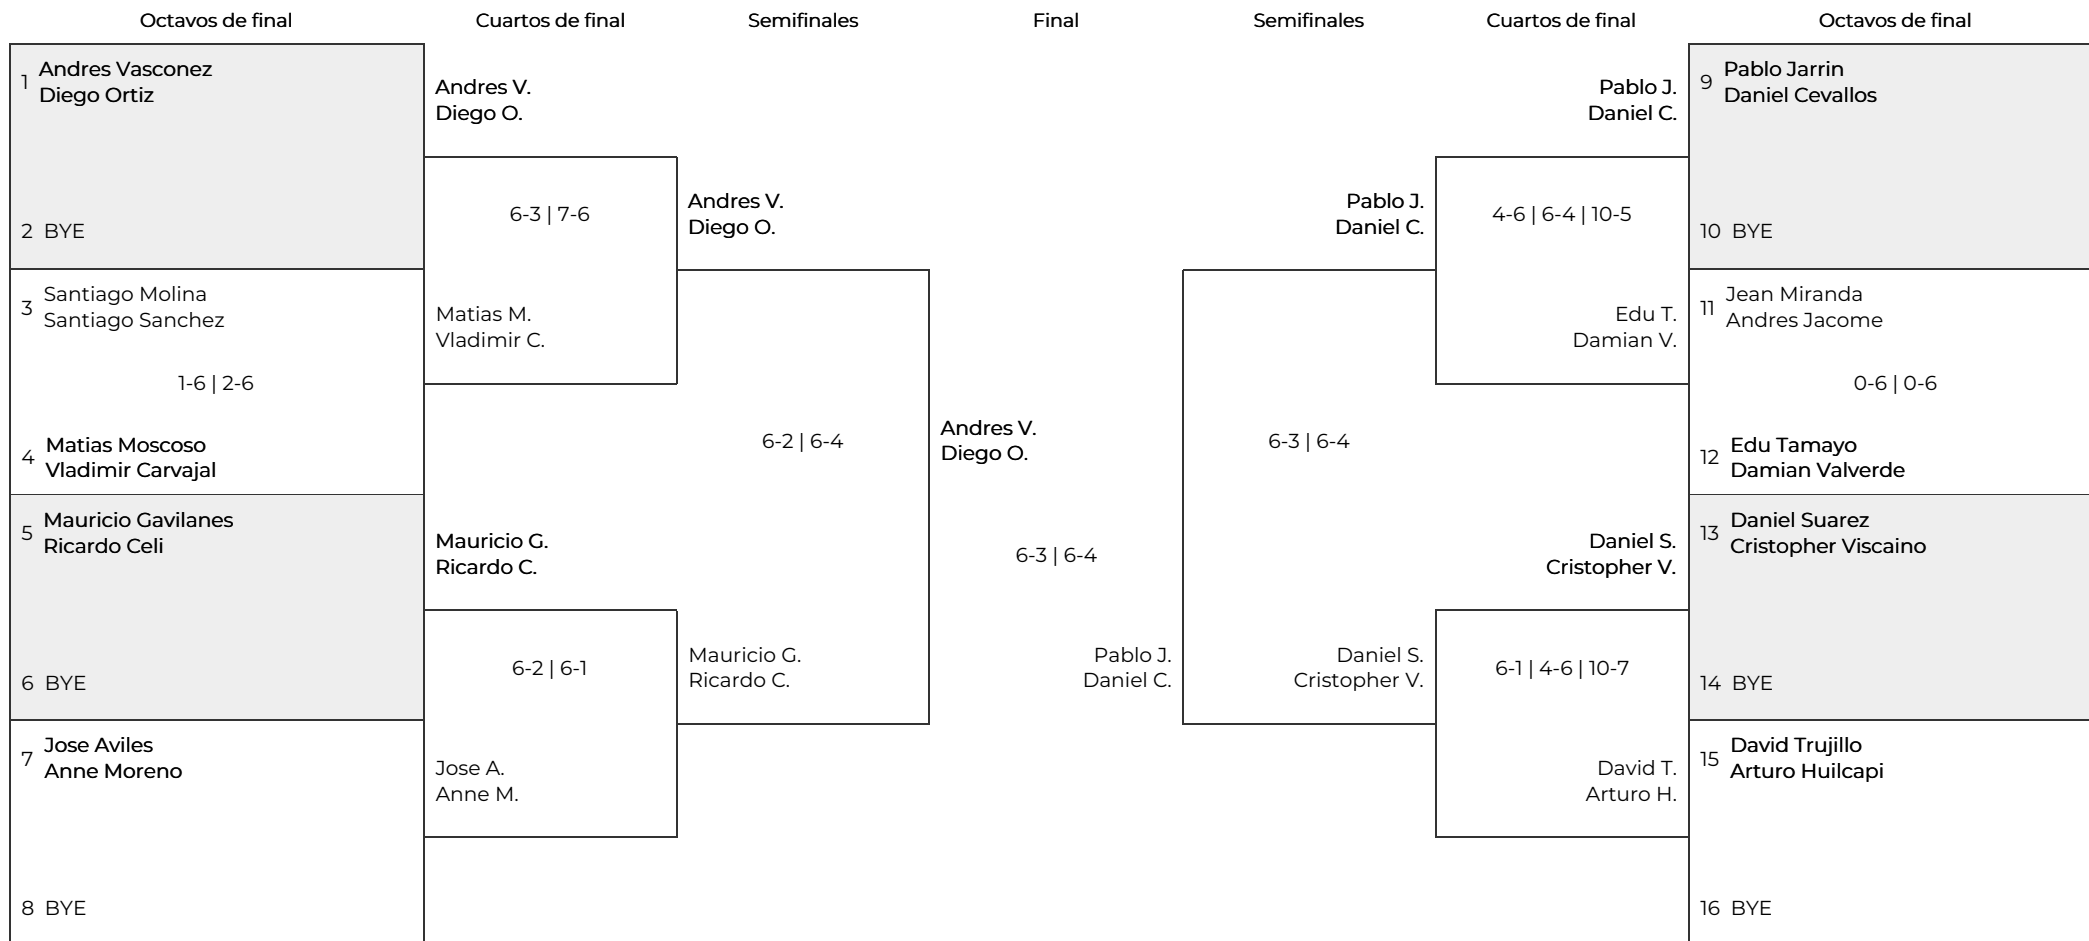 Octavos de final
Cuartos de final
Semifinales
Final
Semifinales
Cuartos de final
Octavos de final
1 Andres Vasconez
Diego Ortiz
2 BYE
3 Santiago Molina
Santiago Sanchez
1-6 | 2-6
4 Matias Moscoso
Vladimir Carvajal
5 Mauricio Gavilanes
Ricardo Celi
6 BYE
7 Jose Aviles
Anne Moreno
8 BYE
Andres V.
Diego O.
6-3 | 7-6
Matias M.
Vladimir C.
Mauricio G.
Ricardo C.
6-2 | 6-1
Jose A.
Anne M.
Andres V.
Diego O.
6-2 | 6-4
Mauricio G.
Ricardo C.
Andres V.
Diego O.
6-3 | 6-4
Pablo J.
Daniel C.
Pablo J.
Daniel C.
6-3 | 6-4
Daniel S.
Cristopher V.
Pablo J.
Daniel C.
4-6 | 6-4 | 10-5
Edu T.
Damian V.
Daniel S.
Cristopher V.
6-1 | 4-6 | 10-7
David T.
Arturo H.
9 Pablo Jarrin
Daniel Cevallos
10 BYE
11 Jean Miranda
Andres Jacome
0-6 | 0-6
12 Edu Tamayo
Damian Valverde
13 Daniel Suarez
Cristopher Viscaino
14 BYE
15 David Trujillo
Arturo Huilcapi
16 BYE